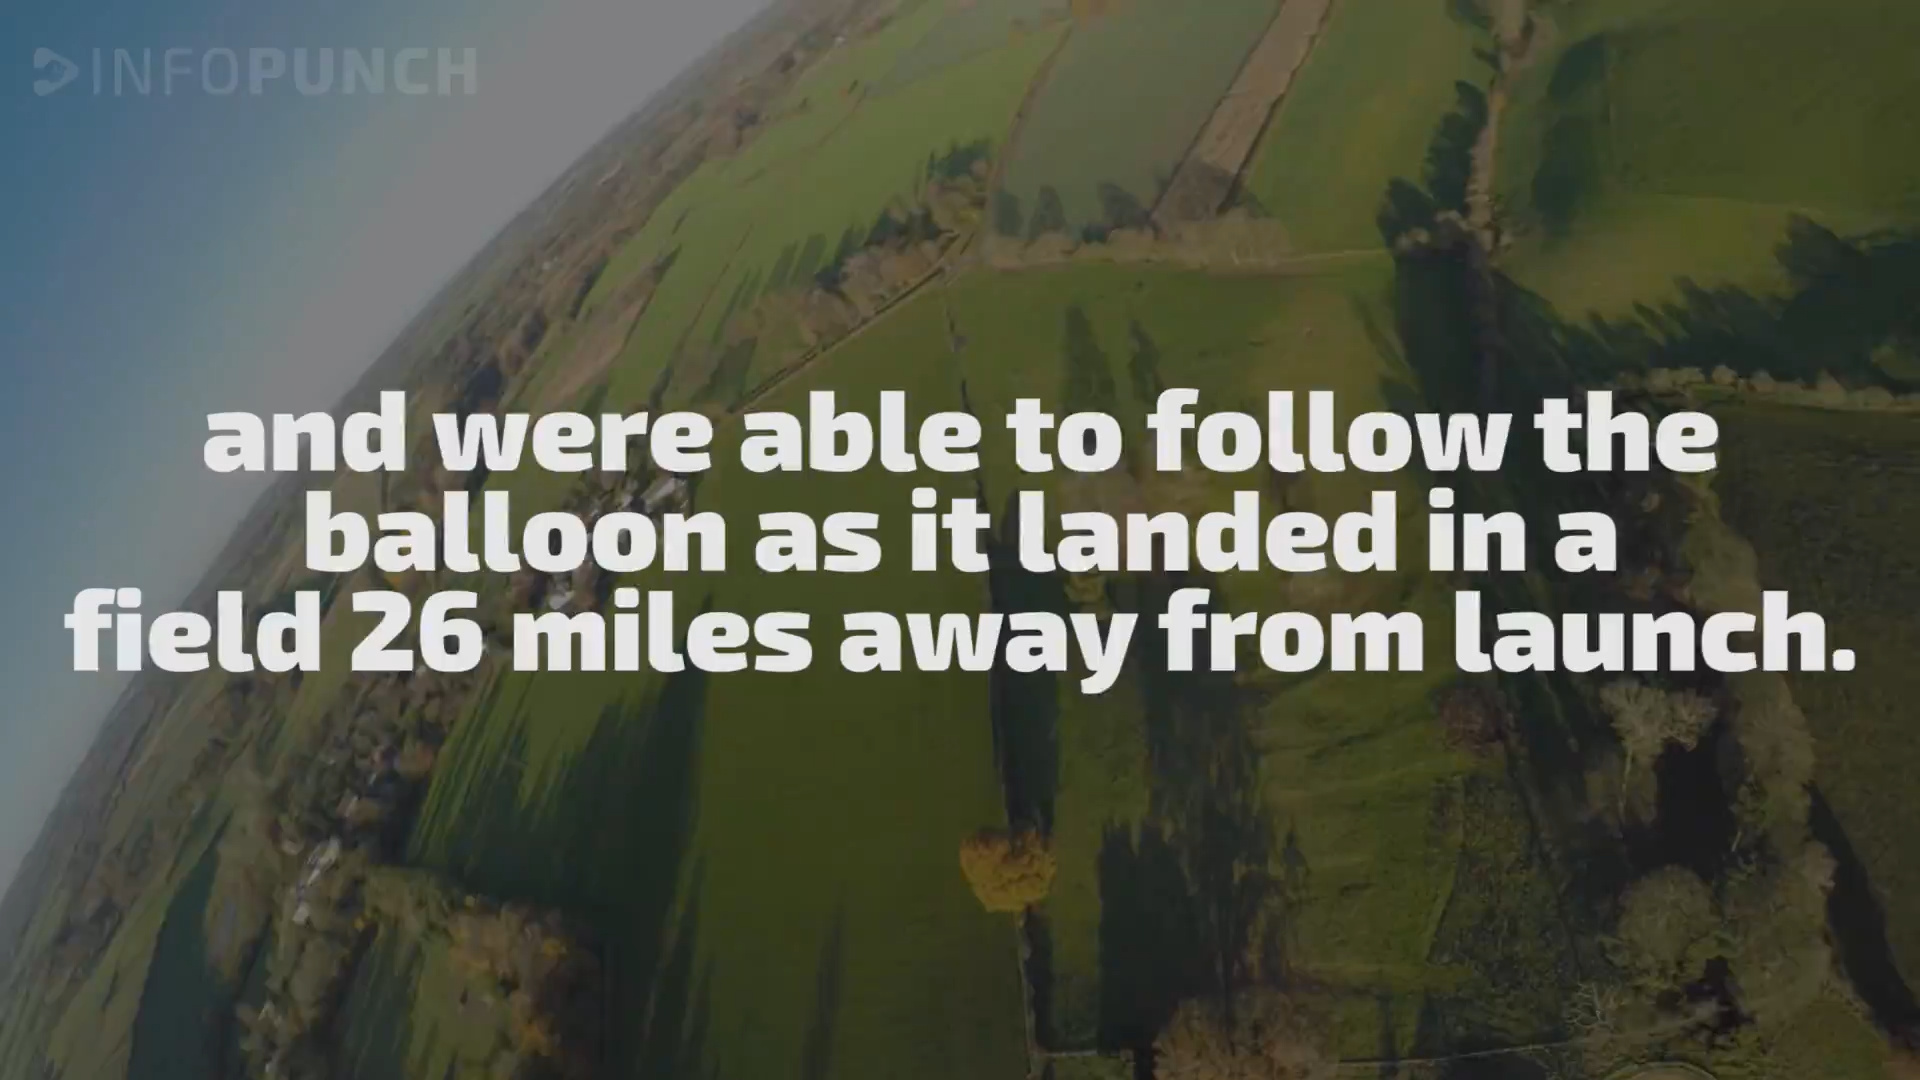 INFOPUNCH
and were able to follow the
balloon as it landed in a
field 26 miles away from launch.